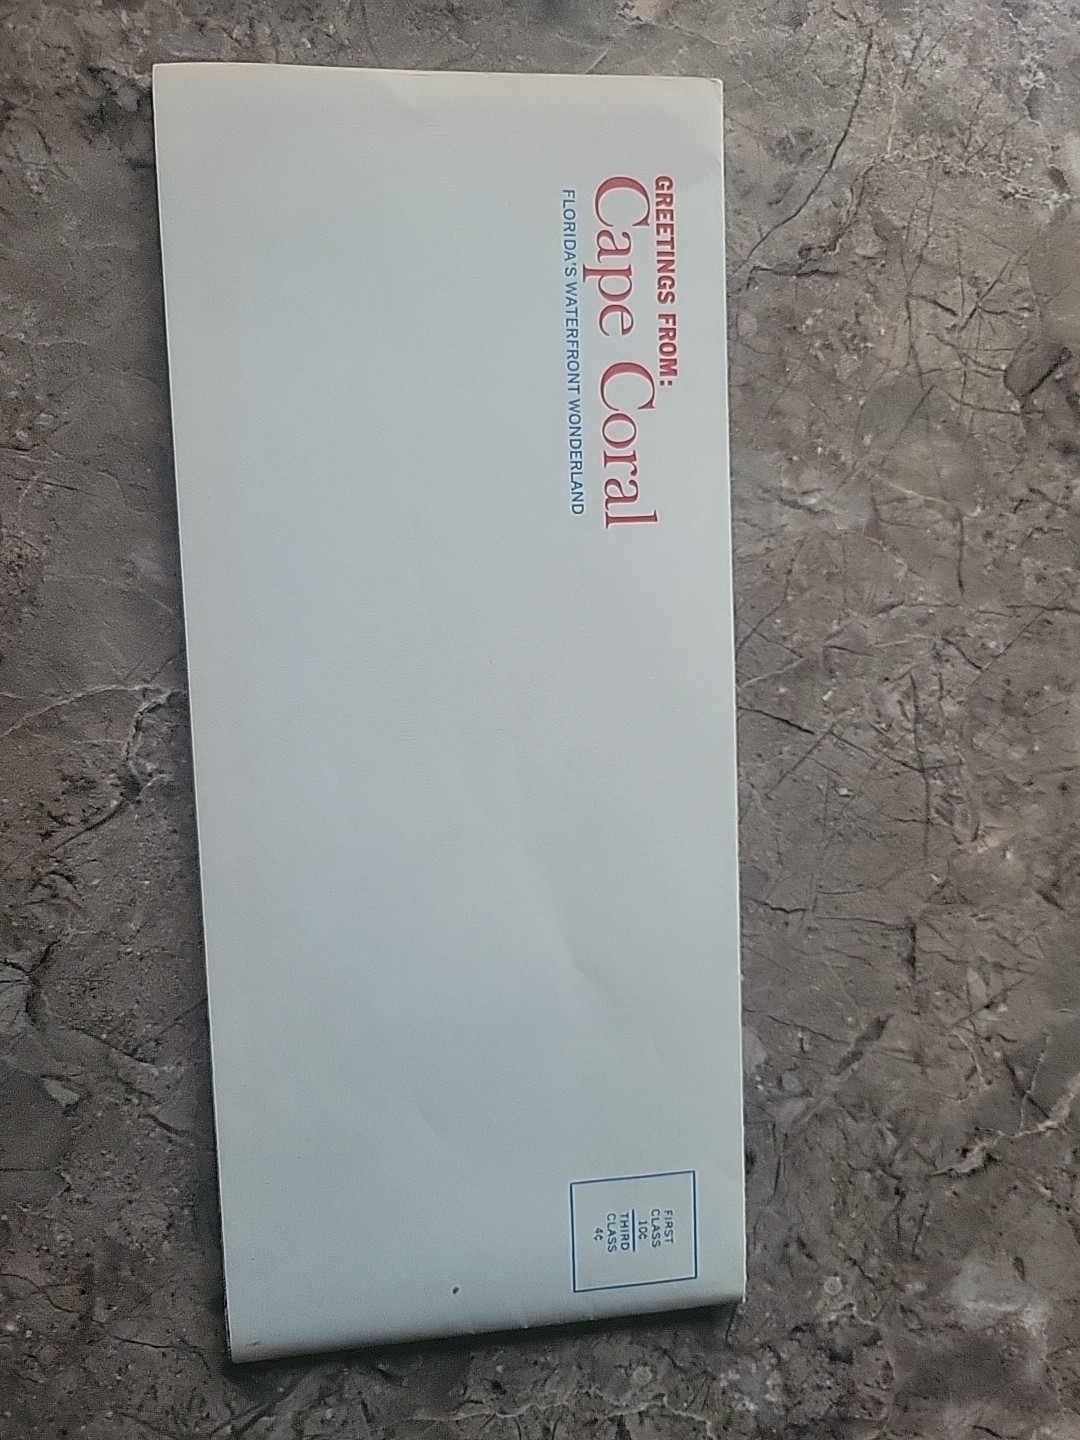 GREETINGS FROM:
Cape Coral
FLORIDA'S WATERFRONT WONDERLAND
FIRST
CLASS
10¢
THIRD
CLASS
4¢